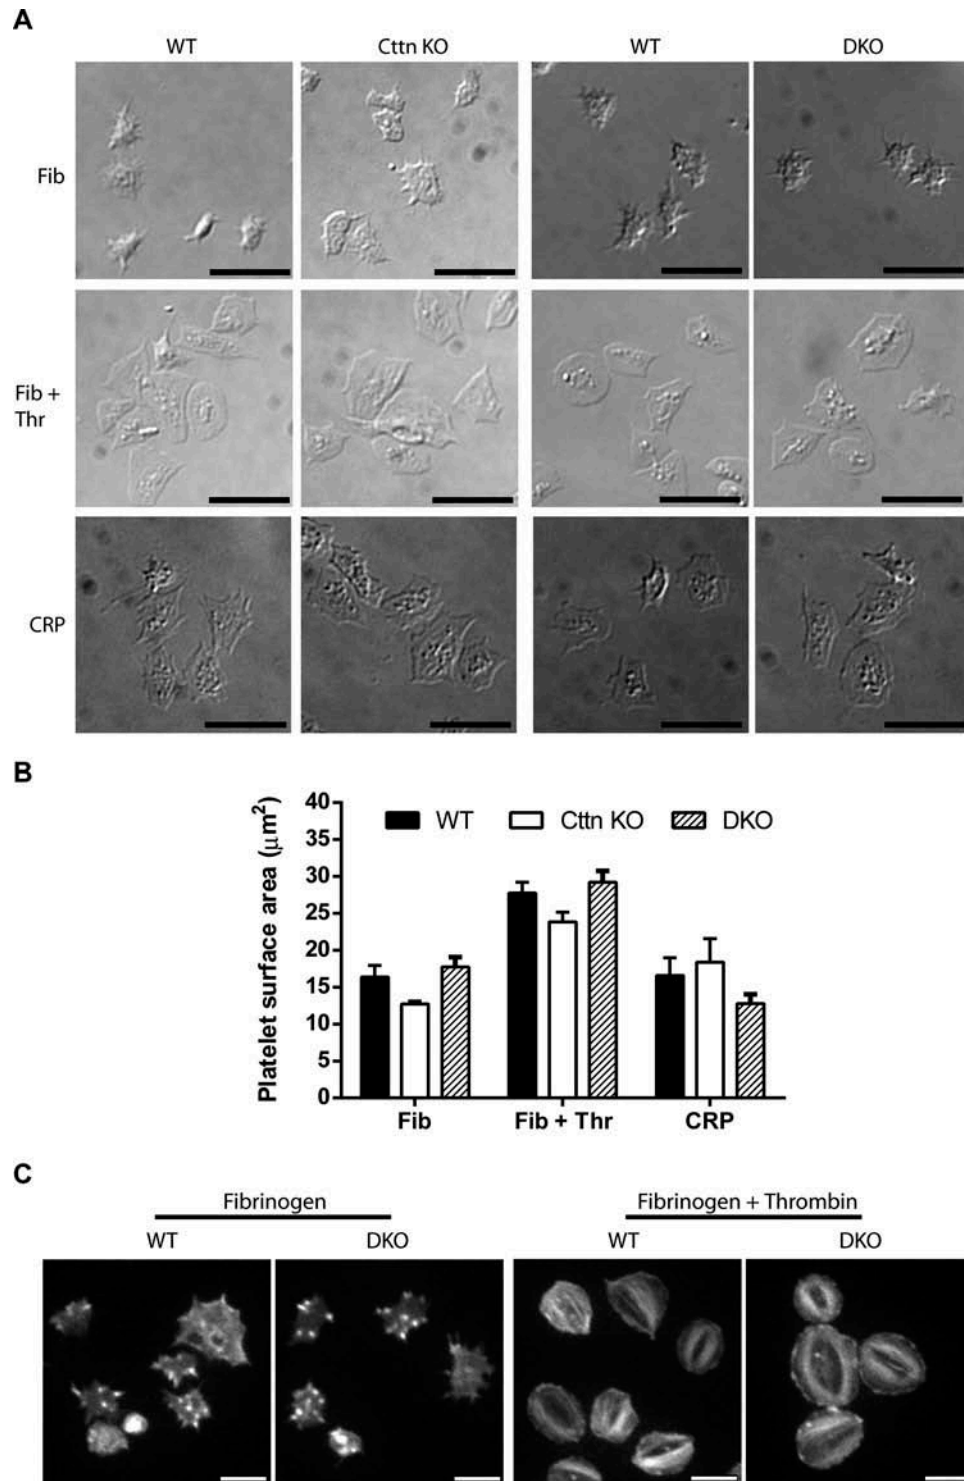 A
WT Cttn KO WT DKO
Fib
Fib +
Thr
CRP
B
Platelet surface area (μm²)
40
35
30
25
20
15
10
5
0
WT Cttn KO DKO
Fib Fib + Thr CRP
C
Fibrinogen Fibrinogen + Thrombin
WT DKO WT DKO